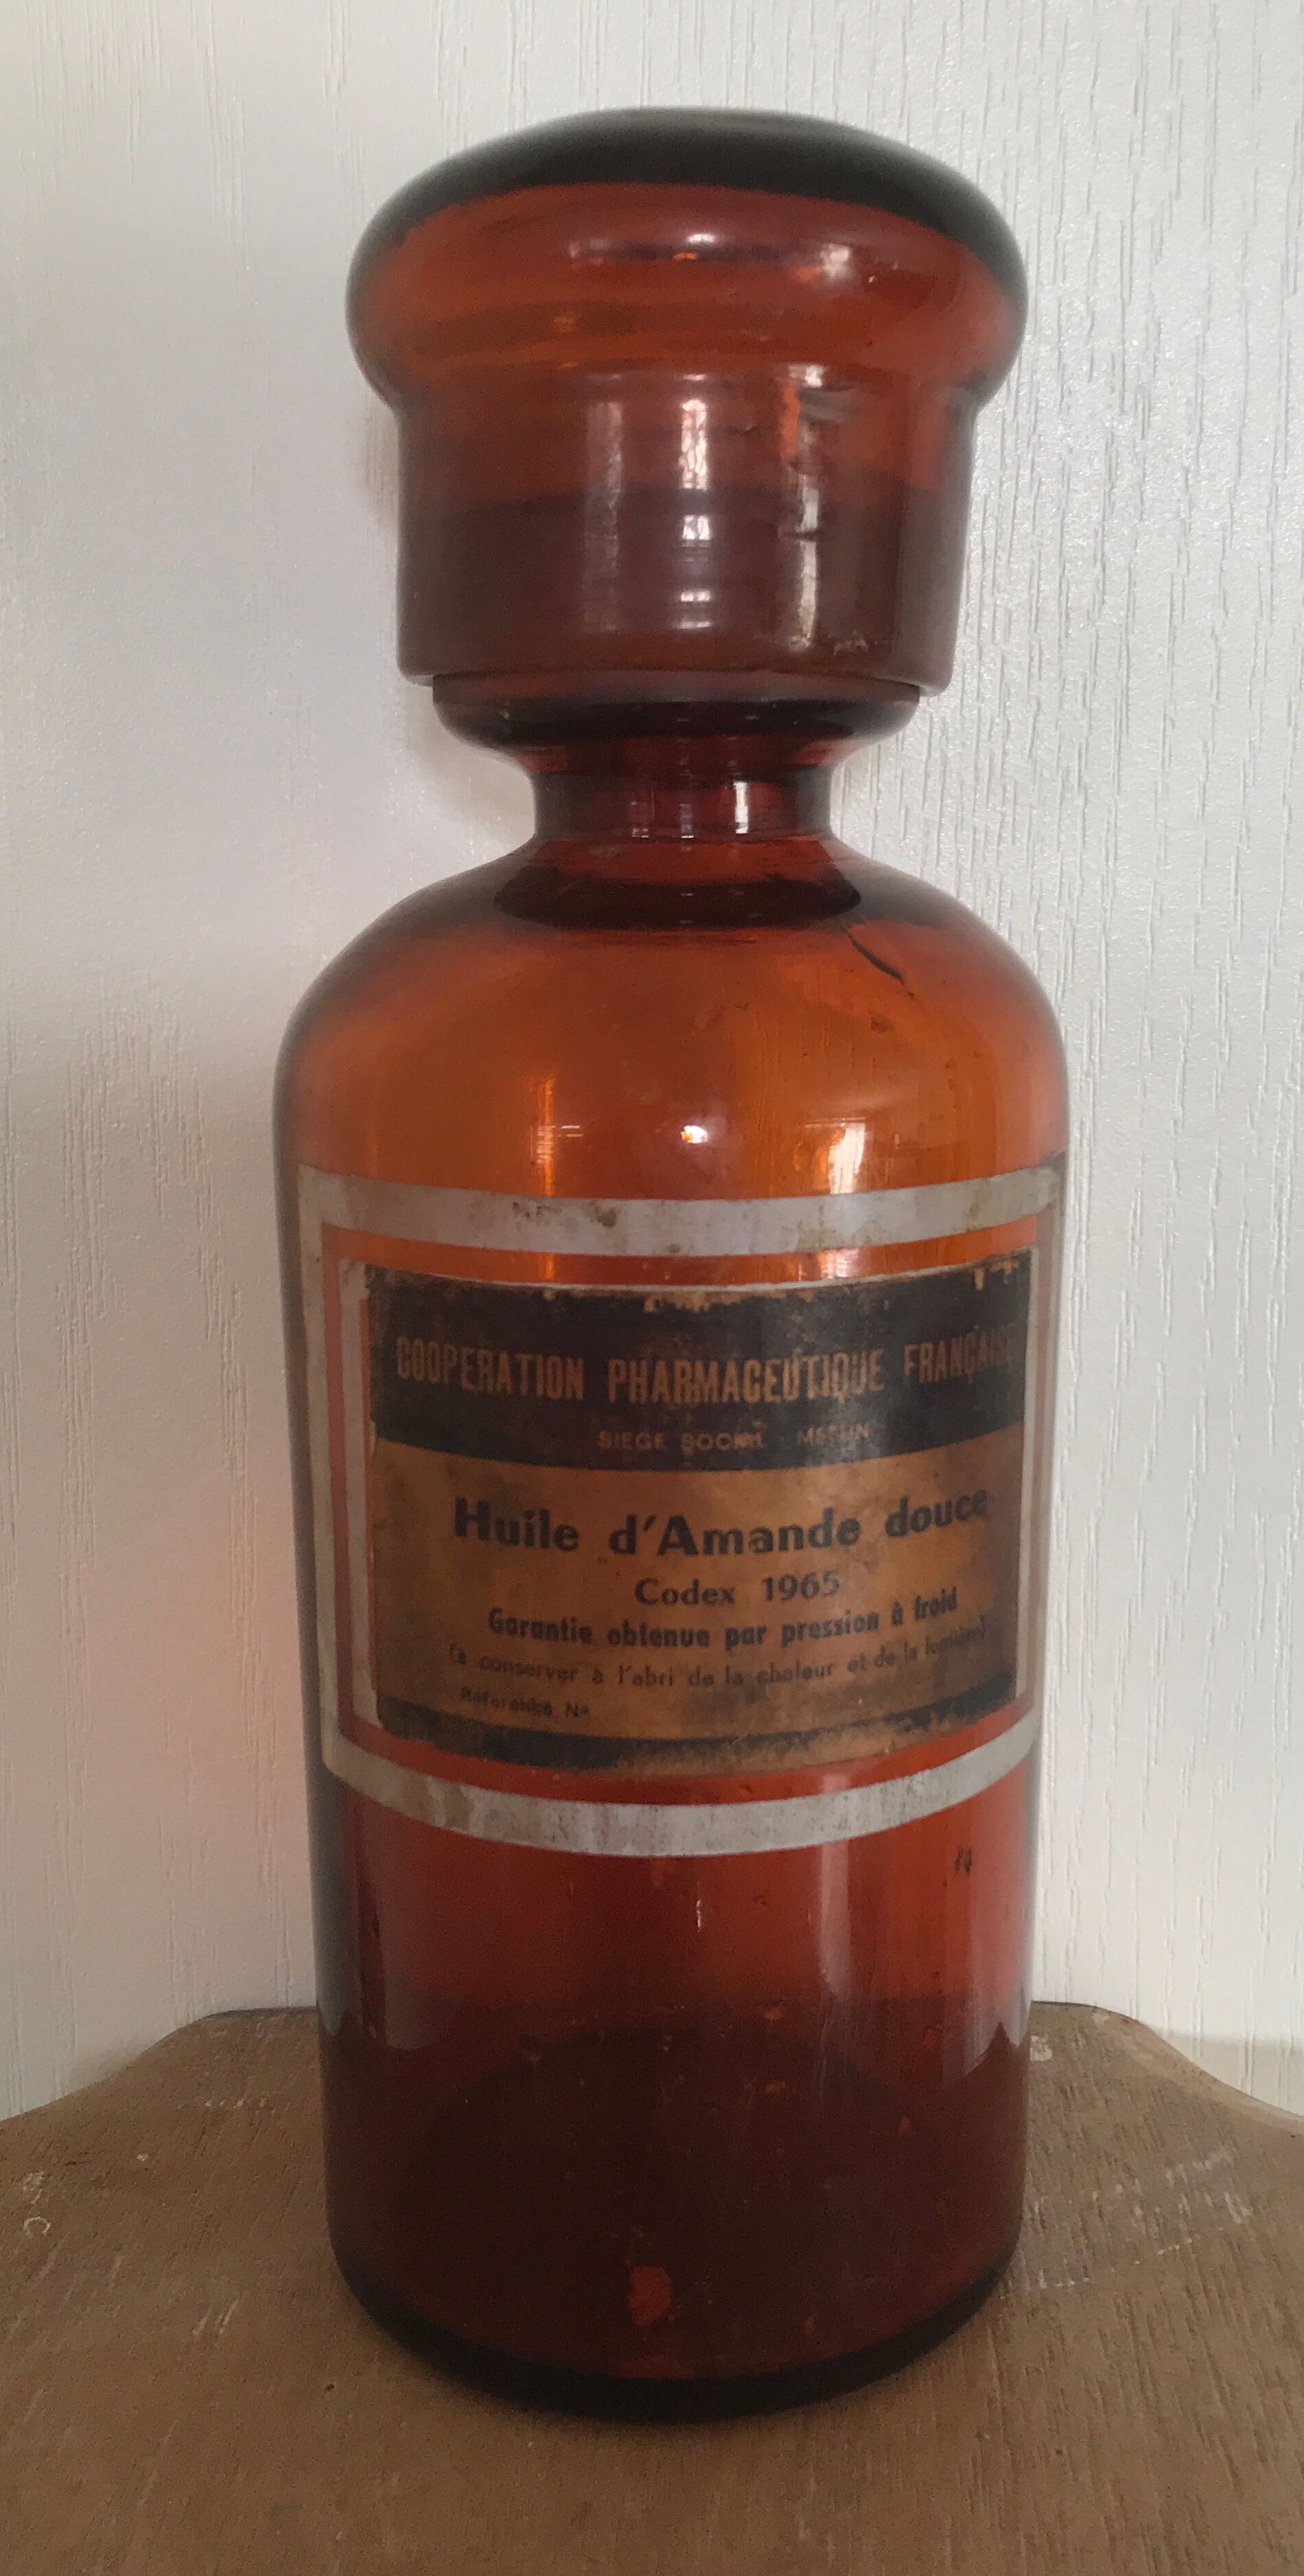 COOPERATION PHARMACEUTIQUE FRANÇAISE
SIEGE SOCIAL - MELUN
Huile d'Amande douce
Codex 1965
Garantie obtenue par pression à froid
(à conserver à l'abri de la chaleur et de la lumière)
Référence Nº